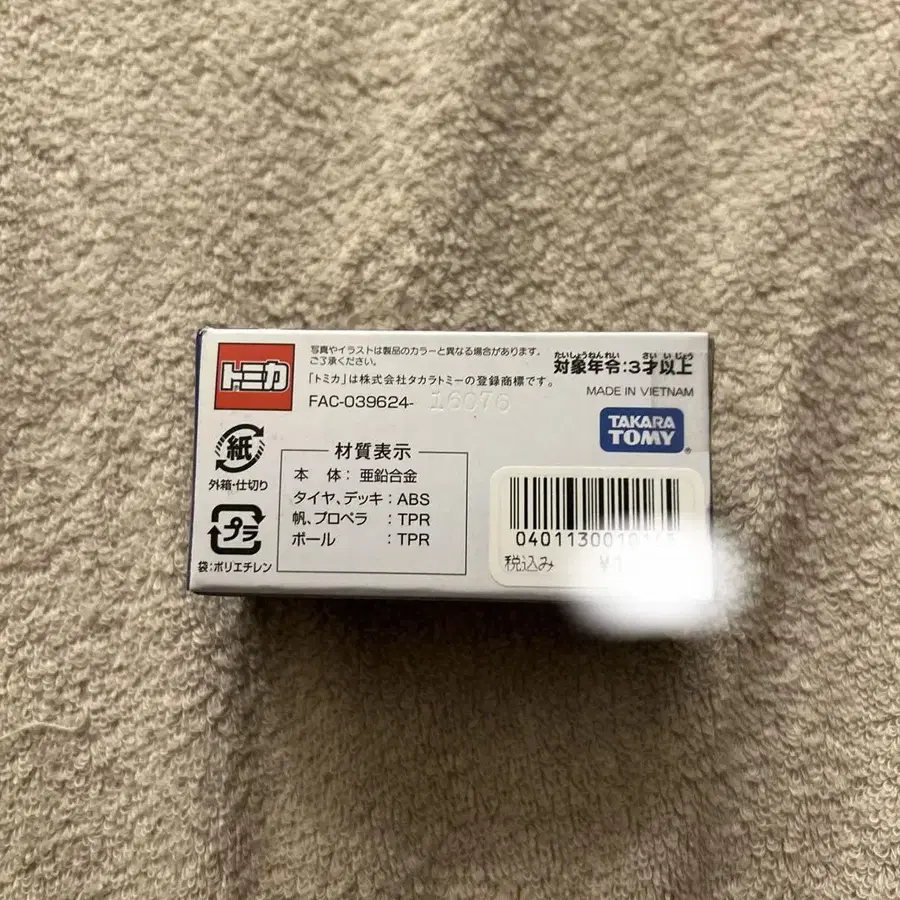 トミカ
写真やイラストは製品のカラーと異なる場合があります。
ご了承ください。
「トミカ」は株式会社タカラトミーの登録商標です。
FAC-039624- 16076
たいしょうねんれい さいいじょう
対象年令:3才以上
MADE IN VIETNAM
TAKARA
TOMY
®
紙
外箱・仕切り
プラ
袋:ポリエチレン
材質表示
本 体 : 亜鉛合金
タイヤ、デッキ : ABS
帆、プロペラ : TPR
ポール : TPR
税込み